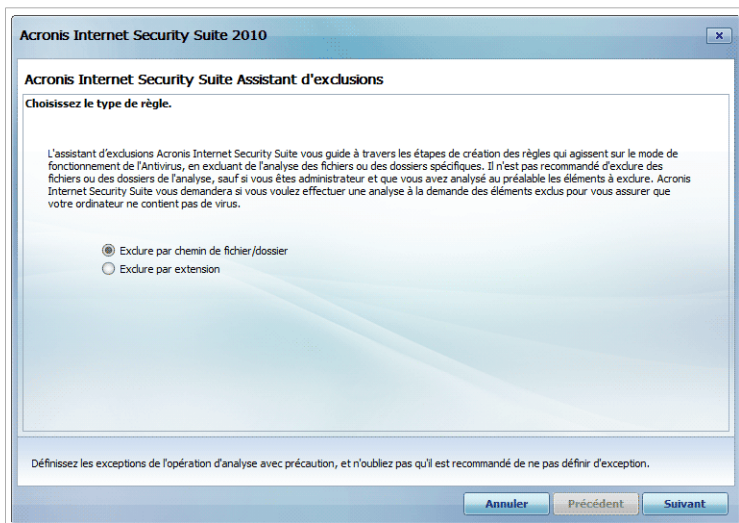 Acronis Internet Security Suite 2010
Acronis Internet Security Suite Assistant d'exclusions
Choisissez le type de règle.
L'assistant d'exclusions Acronis Internet Security Suite vous guide à travers les étapes de création des règles qui agissent sur le mode de
fonctionnement de l'Antivirus, en excluant de l'analyse des fichiers ou des dossiers spécifiques. Il n'est pas recommandé d'exclure des
fichiers ou des dossiers de l'analyse, sauf si vous êtes administrateur et que vous avez analysé au préalable les éléments à exclure. Acronis
Internet Security Suite vous demandera si vous voulez effectuer une analyse à la demande des éléments exclus pour vous assurer que
votre ordinateur ne contient pas de virus.
Exclure par chemin de fichier/dossier
Exclure par extension
Définissez les exceptions de l'opération d'analyse avec précaution, et n'oubliez pas qu'il est recommandé de ne pas définir d'exception.
Annuler Précédent Suivant